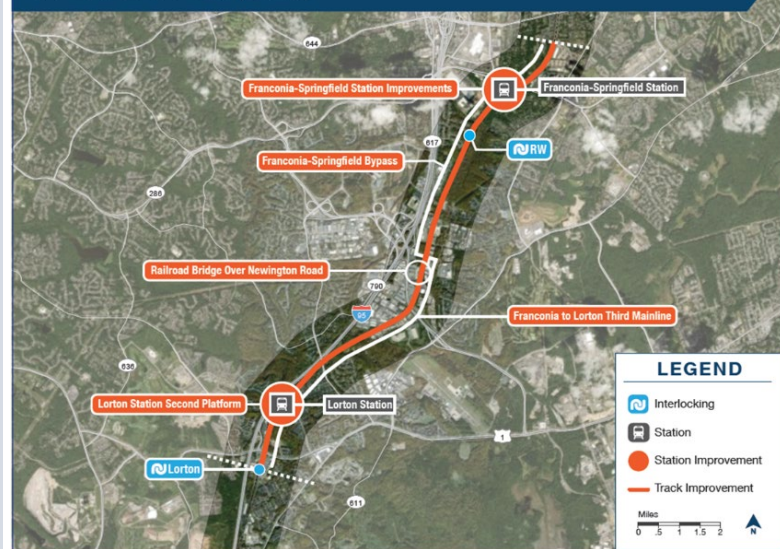 644
Franconia-Springfield Station Improvements
Franconia-Springfield Station
617
RW
Franconia-Springfield Bypass
286
Railroad Bridge Over Newington Road
790
95
Franconia to Lorton Third Mainline
638
LEGEND
Lorton Station Second Platform
Lorton Station
Interlocking
1
Station
Lorton
Station Improvement
Track Improvement
611
Miles
0 .5 1 1.5 2
N